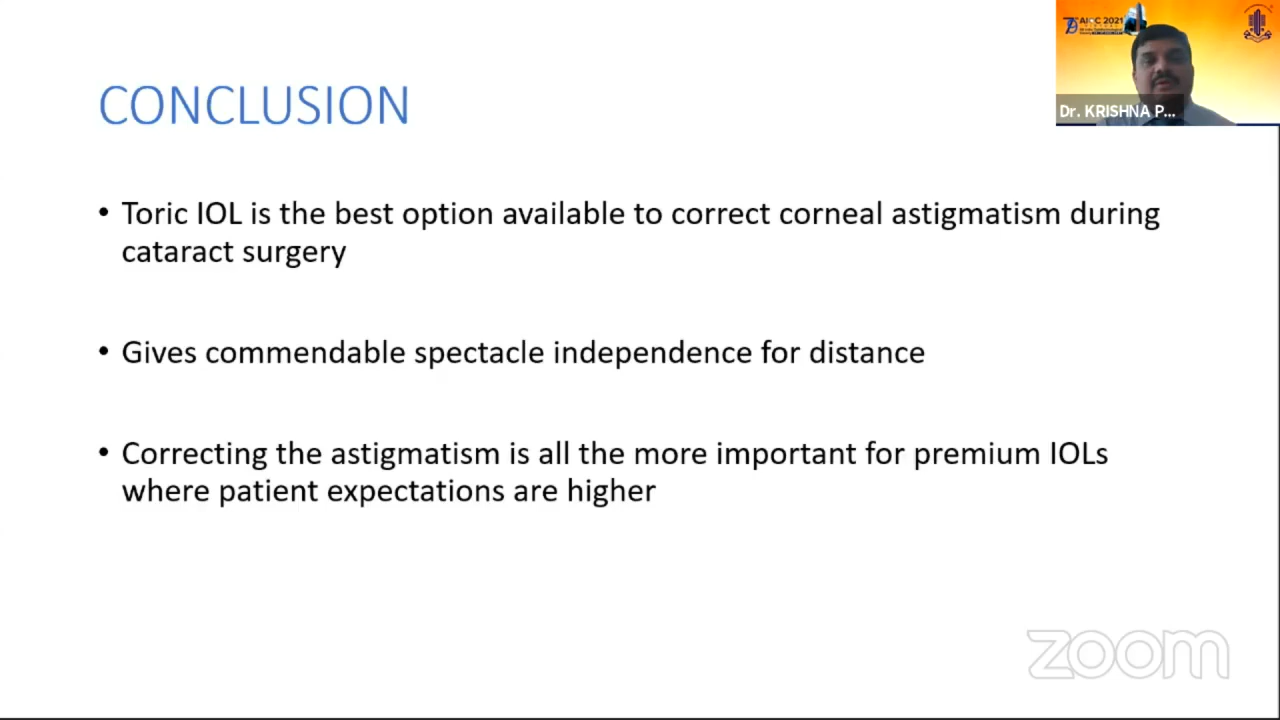 AIOC 2021
Dr. KRISHNA P...
CONCLUSION
• Toric IOL is the best option available to correct corneal astigmatism during
cataract surgery
• Gives commendable spectacle independence for distance
• Correcting the astigmatism is all the more important for premium IOLs
where patient expectations are higher
zoom